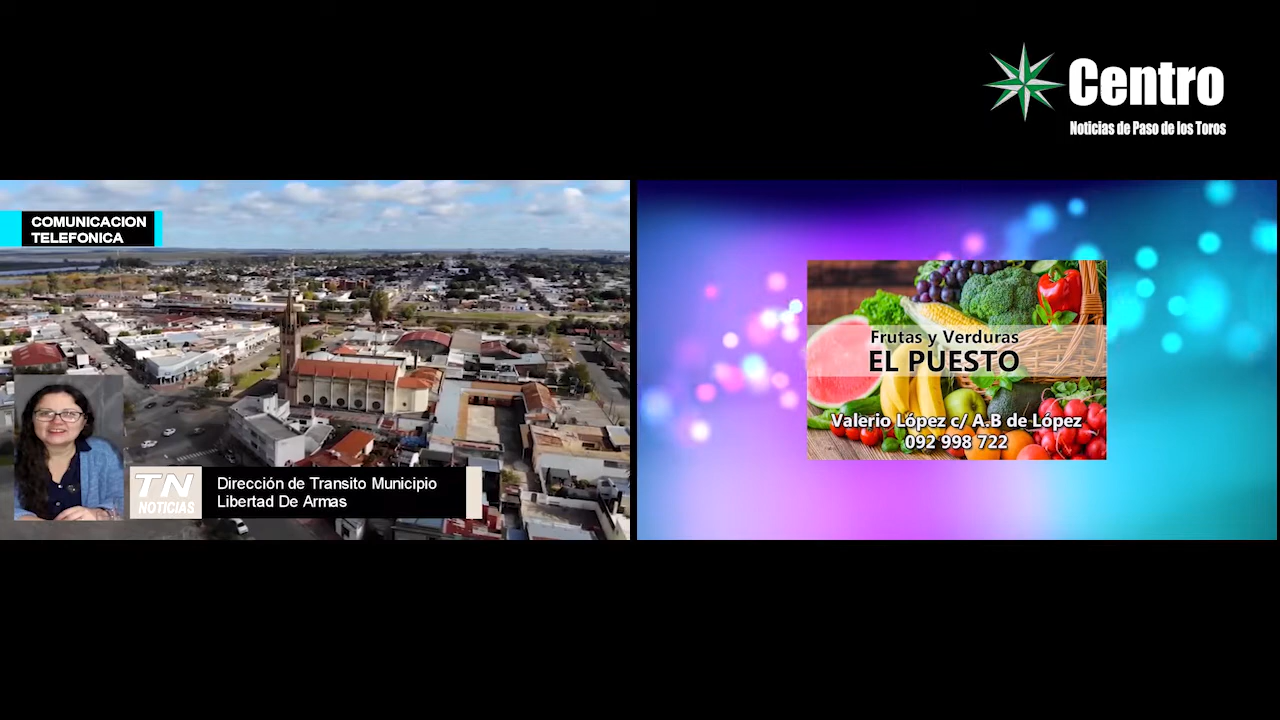 Centro
Noticias de Paso de los Toros
COMUNICACION
TELEFONICA
TN
NOTICIAS
Dirección de Transito Municipio
Libertad De Armas
Frutas y Verduras
EL PUESTO
Valerio López c/ A.B de López
092 998 722